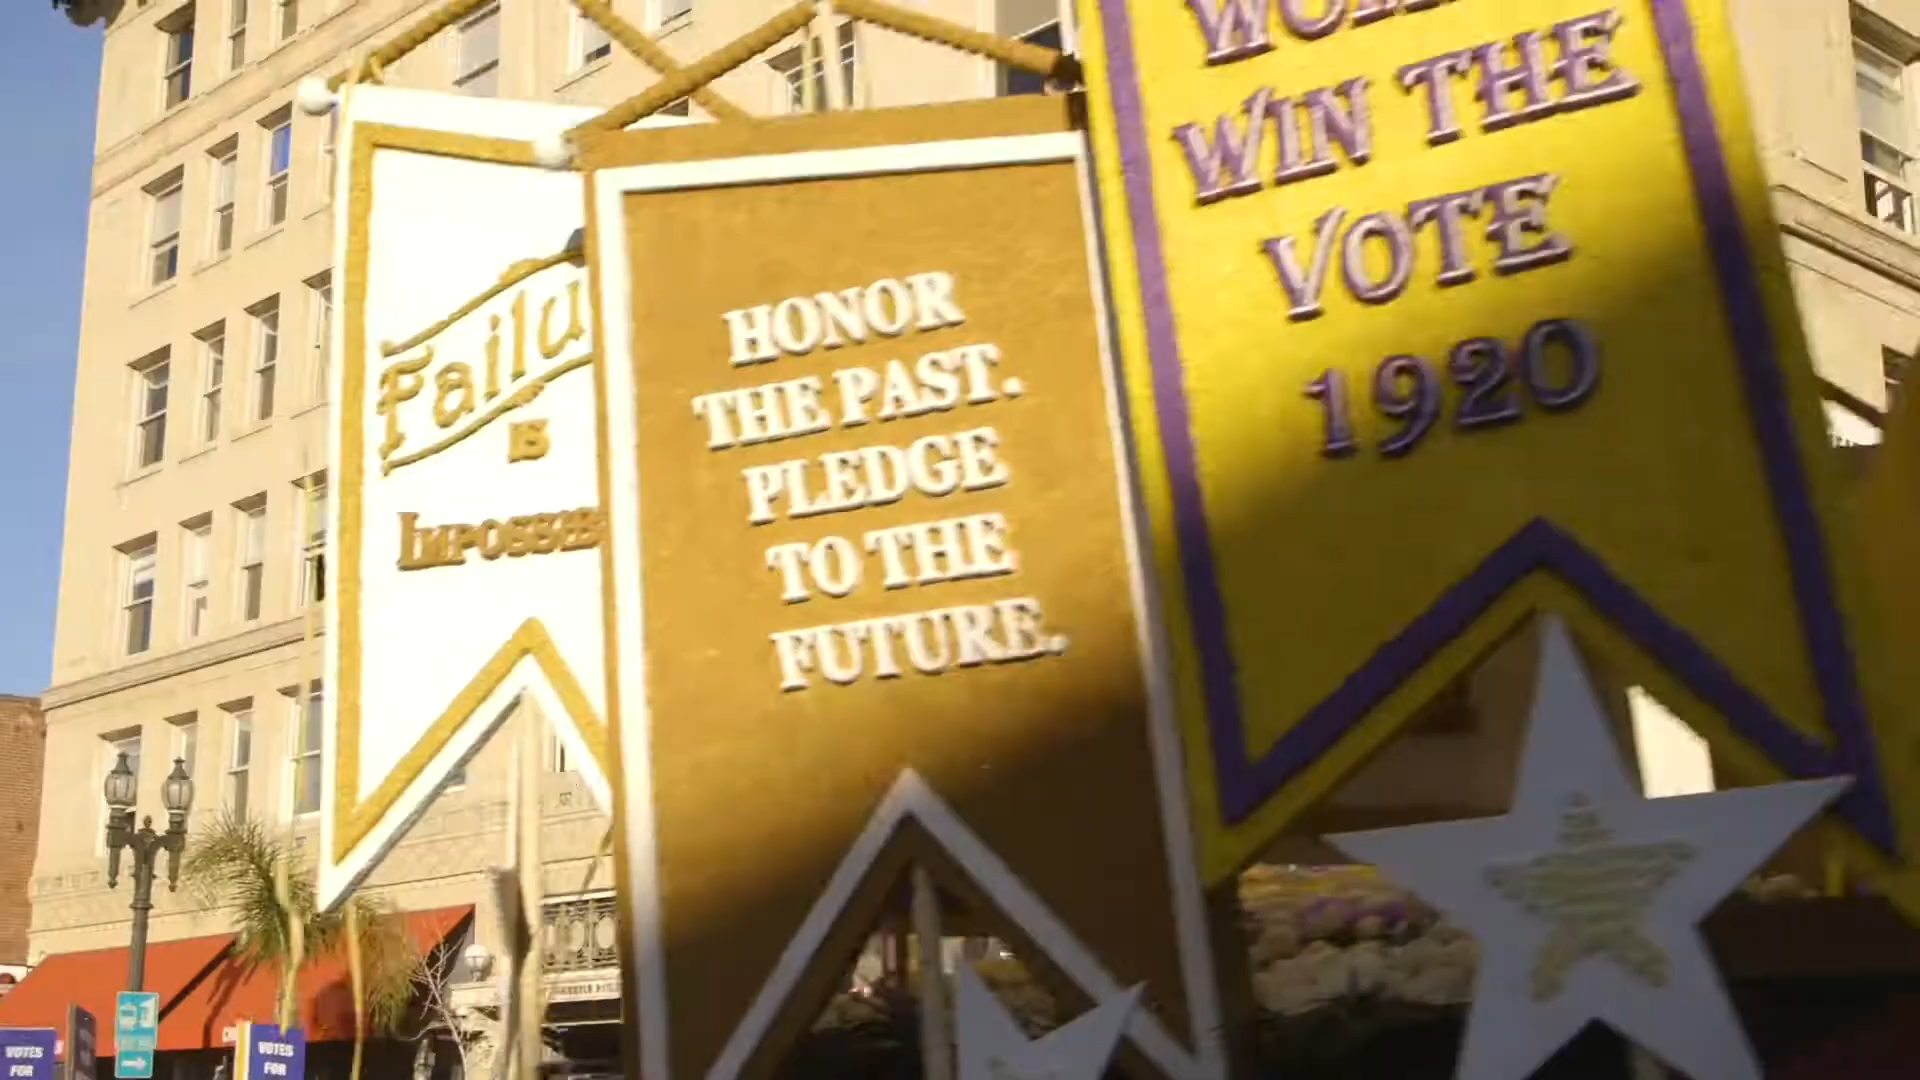 IS
HONOR
THE PAST.
PLEDGE
TO THE
FUTURE.
WIN THE
VOTE
1920
VOTES
FOR
VOTES
FOR